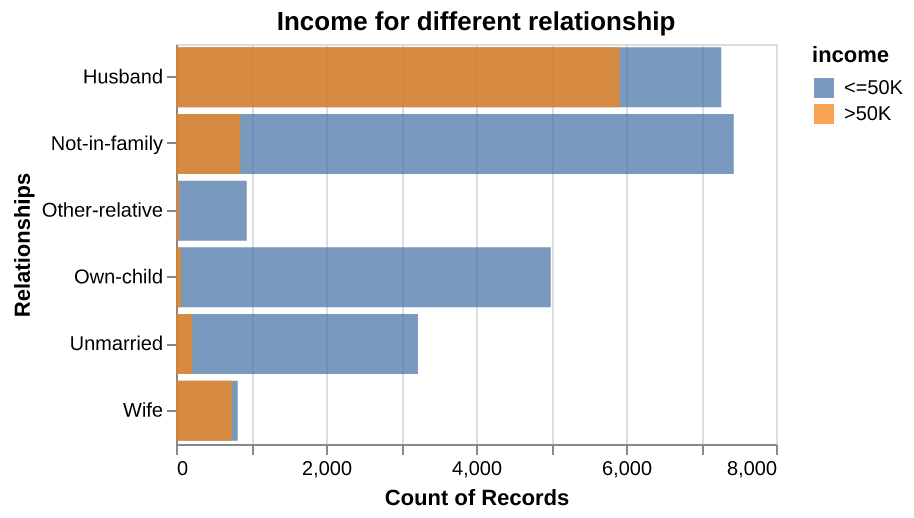 Income for different relationship
income
<=50K
>50K
Relationships
Husband
Not-in-family
Other-relative
Own-child
Unmarried
Wife
0 2,000 4,000 6,000 8,000
Count of Records